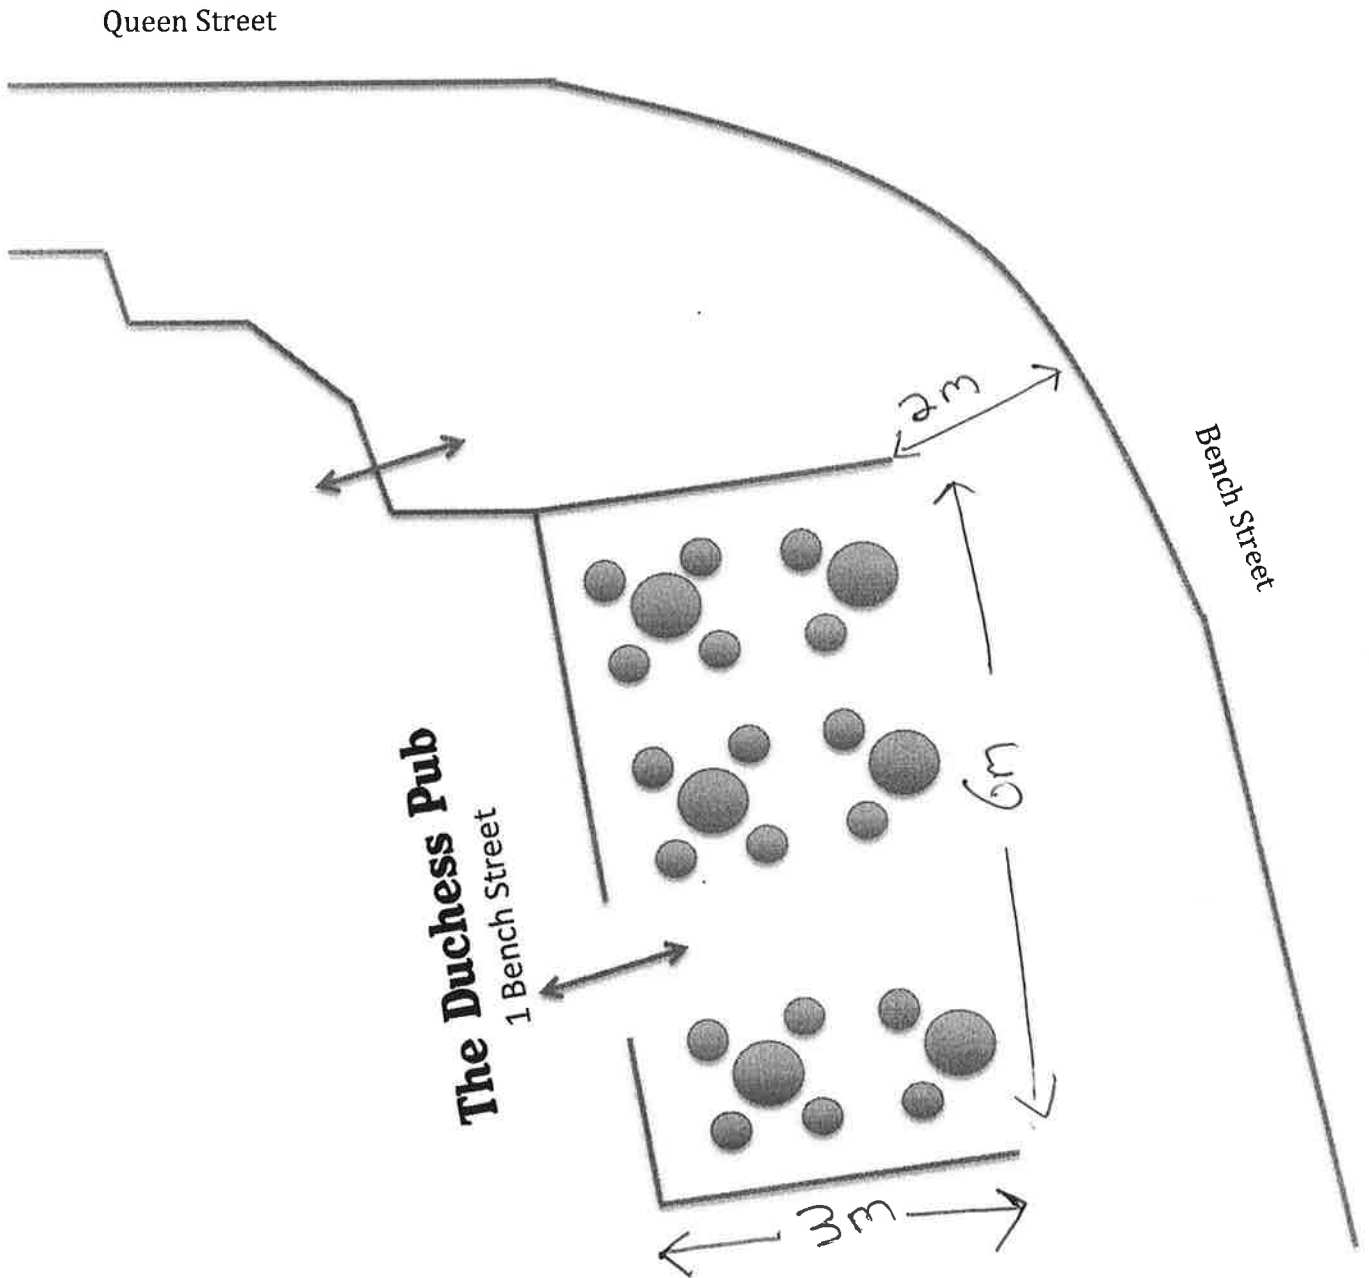 Queen Street
2m
Bench Street
The Duchess Pub
1 Bench Street
6m
3m